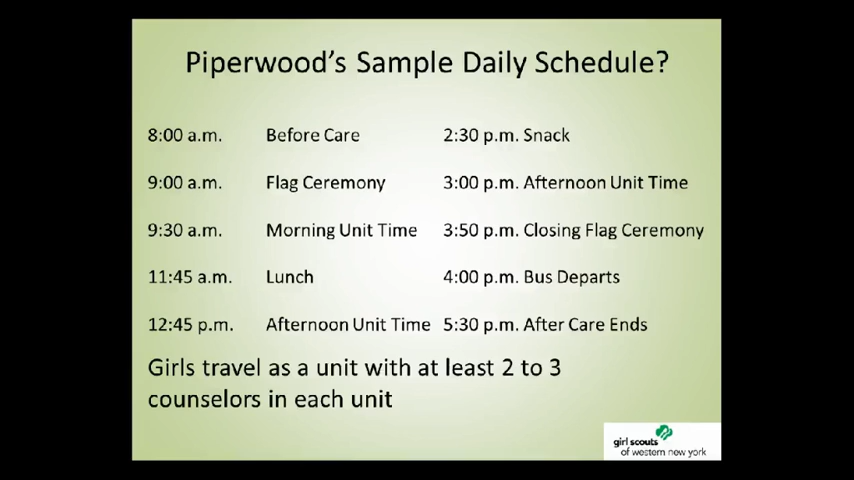 Piperwood's Sample Daily Schedule?
8:00 a.m. Before Care
9:00 a.m. Flag Ceremony
9:30 a.m. Morning Unit Time
11:45 a.m. Lunch
12:45 p.m. Afternoon Unit Time
2:30 p.m. Snack
3:00 p.m. Afternoon Unit Time
3:50 p.m. Closing Flag Ceremony
4:00 p.m. Bus Departs
5:30 p.m. After Care Ends
Girls travel as a unit with at least 2 to 3
counselors in each unit
girl scouts
of western new york